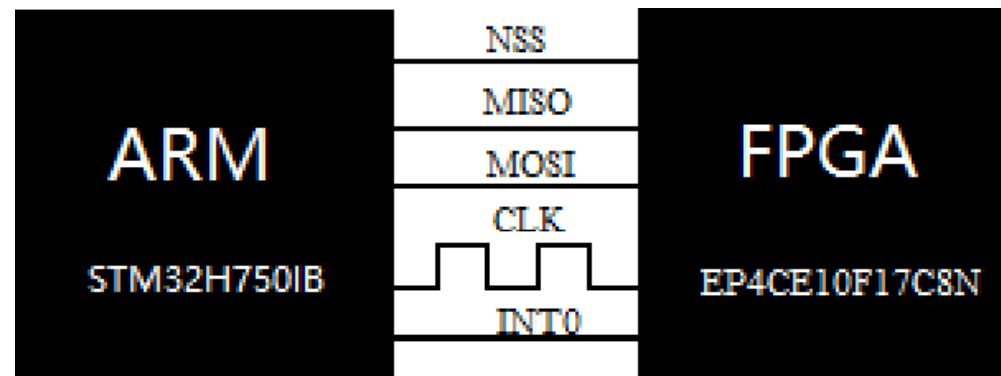 NSS
MISO
ARM
FPGA
MOSI
CLK
STM32H750IB
EP4CE10F17C8N
INT0